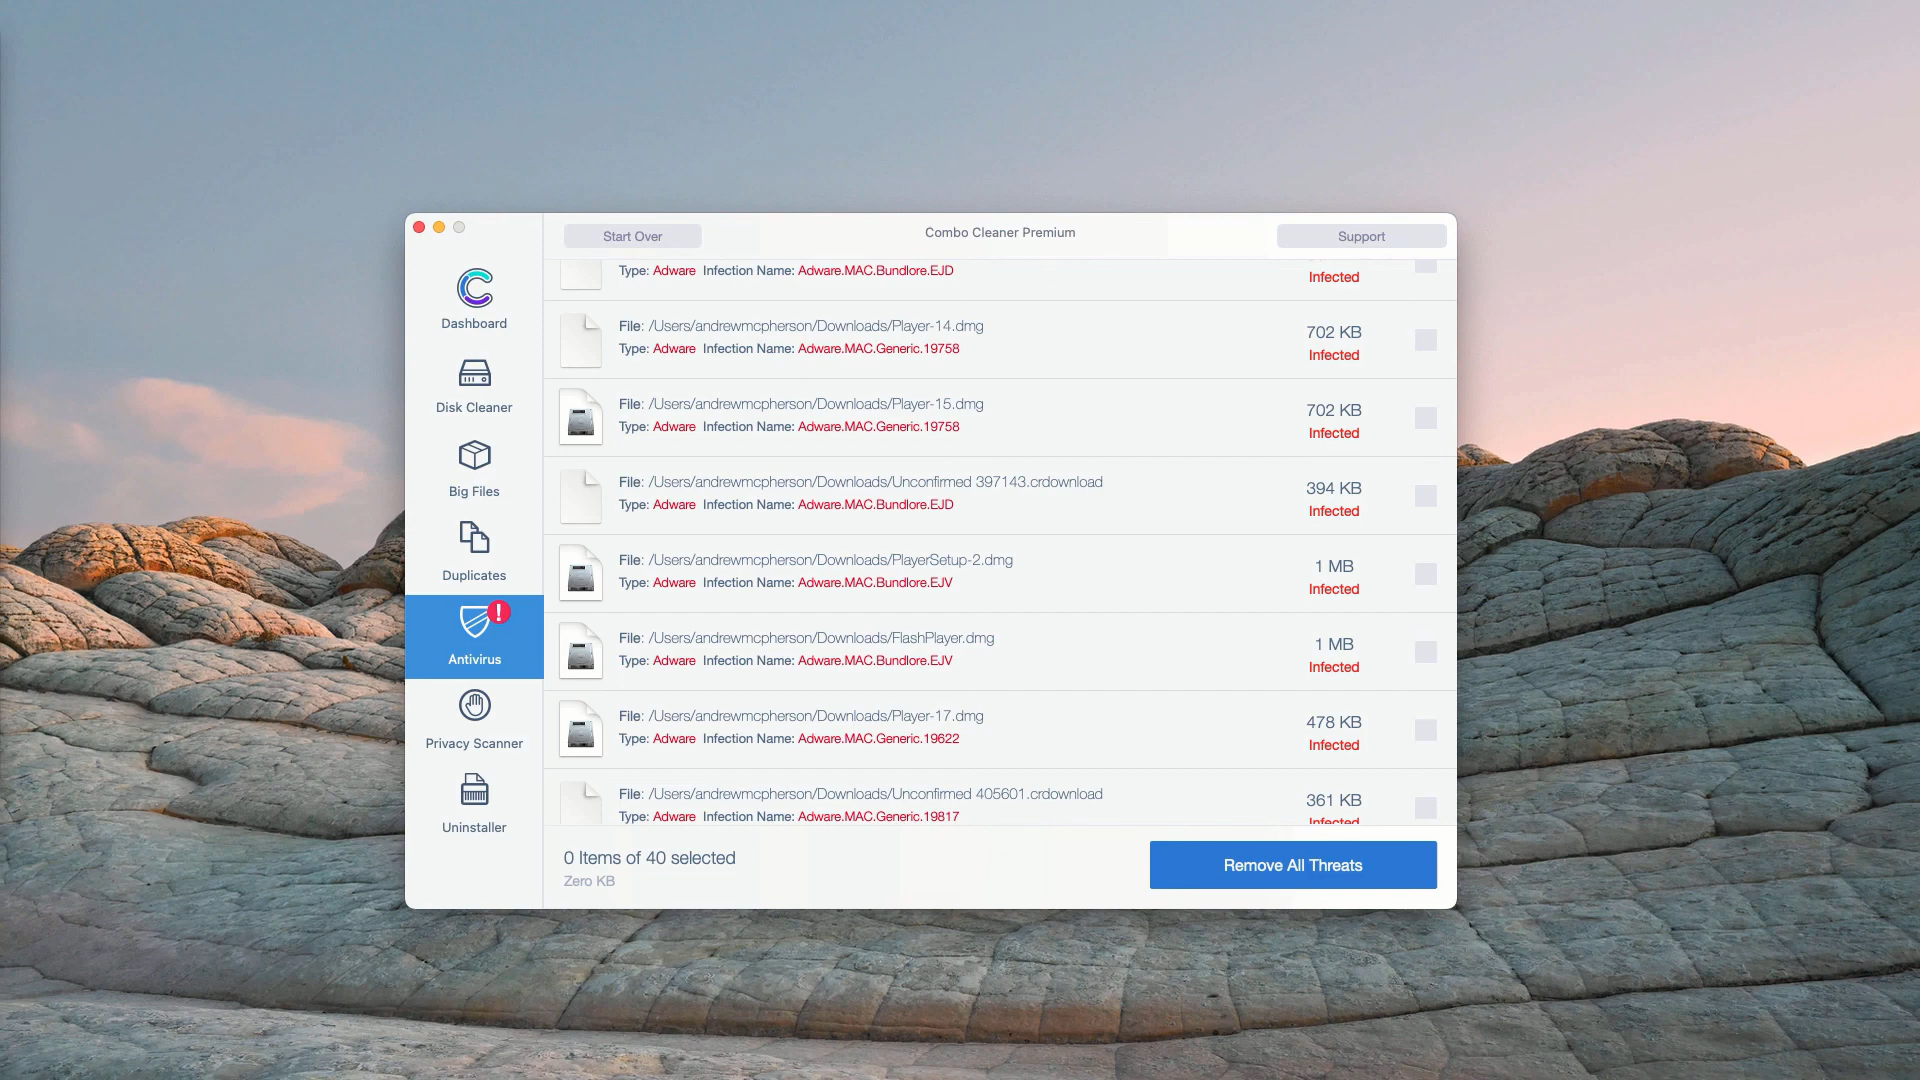 Start Over
Combo Cleaner Premium
Support
Dashboard
Disk Cleaner
Big Files
Duplicates
Antivirus
Privacy Scanner
Uninstaller
Type: Adware Infection Name: Adware.MAC.Bundlore.EJD
Infected
File: /Users/andrewmcpherson/Downloads/Player-14.dmg
Type: Adware Infection Name: Adware.MAC.Generic.19758
702 KB
Infected
File: /Users/andrewmcpherson/Downloads/Player-15.dmg
Type: Adware Infection Name: Adware.MAC.Generic.19758
702 KB
Infected
File: /Users/andrewmcpherson/Downloads/Unconfirmed 397143.crdownload
Type: Adware Infection Name: Adware.MAC.Bundlore.EJD
394 KB
Infected
File: /Users/andrewmcpherson/Downloads/PlayerSetup-2.dmg
Type: Adware Infection Name: Adware.MAC.Bundlore.EJV
1 MB
Infected
File: /Users/andrewmcpherson/Downloads/FlashPlayer.dmg
Type: Adware Infection Name: Adware.MAC.Bundlore.EJV
1 MB
Infected
File: /Users/andrewmcpherson/Downloads/Player-17.dmg
Type: Adware Infection Name: Adware.MAC.Generic.19622
478 KB
Infected
File: /Users/andrewmcpherson/Downloads/Unconfirmed 405601.crdownload
Type: Adware Infection Name: Adware.MAC.Generic.19817
361 KB
Infected
0 Items of 40 selected
Zero KB
Remove All Threats